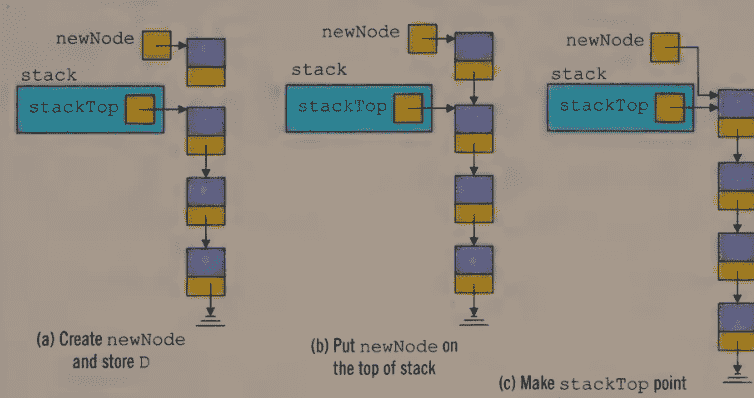 newNode
stack
stackTop
(a) Create newNode
and store D
newNode
stack
stackTop
(b) Put newNode on
the top of stack
newNode
stack
stackTop
(c) Make stackTop point